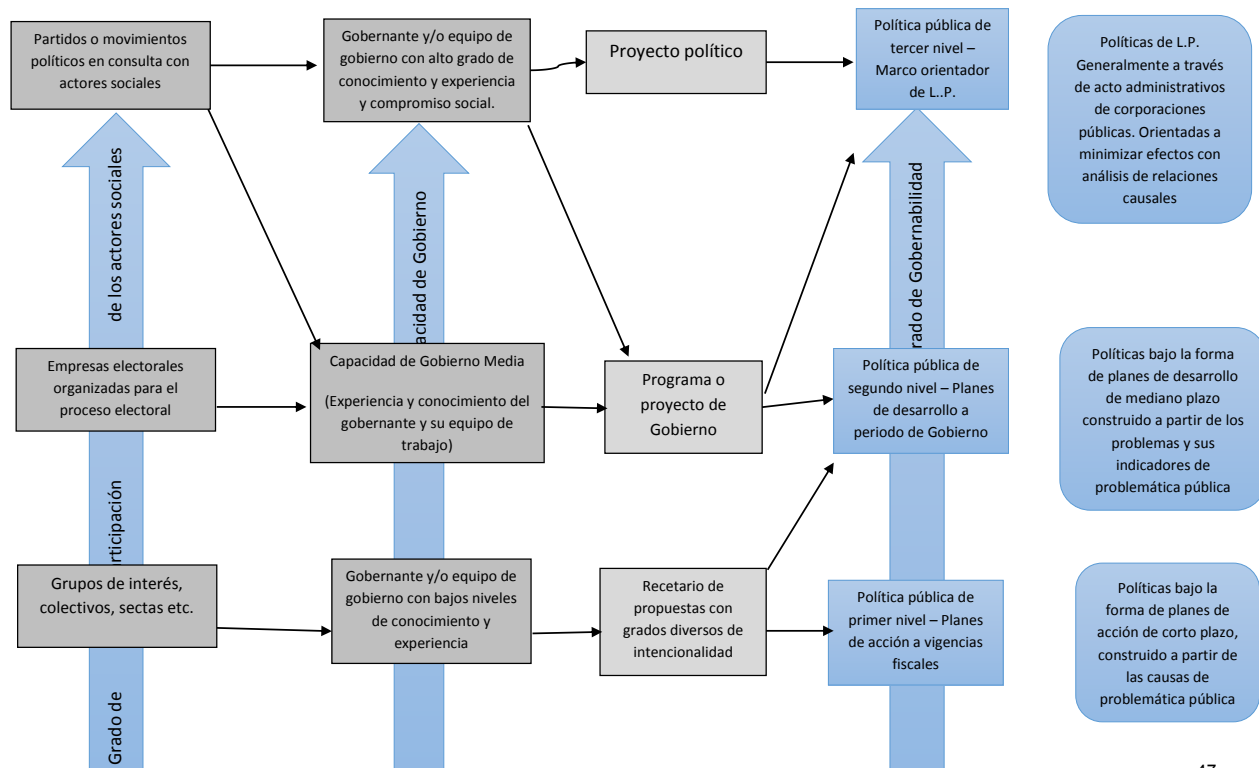 Partidos o movimientos
políticos en consulta con
actores sociales
Gobernante y/o equipo de
gobierno con alto grado de
conocimiento y experiencia
y compromiso social.
Proyecto político
Política pública de
tercer nivel –
Marco orientador
de L..P.
Políticas de L.P.
Generalmente a través
de acto administrativos
de corporaciones
públicas. Orientadas a
minimizar efectos con
análisis de relaciones
causales
de los actores sociales
acidad de Gobierno
rado de Gobernabilidad
Empresas electorales
organizadas para el
proceso electoral
Capacidad de Gobierno Media
(Experiencia y conocimiento del
gobernante y su equipo de
trabajo)
Programa o
proyecto de
Gobierno
Política pública de
segundo nivel – Planes
de desarrollo a
periodo de Gobierno
Políticas bajo la forma
de planes de desarrollo
de mediano plazo
construido a partir de los
problemas y sus
indicadores de
problemática pública
rticipación
Grupos de interés,
colectivos, sectas etc.
Gobernante y/o equipo de
gobierno con bajos niveles
de conocimiento y
experiencia
Recetario de
propuestas con
grados diversos de
intencionalidad
Política pública de
primer nivel – Planes
de acción a vigencias
fiscales
Políticas bajo la
forma de planes de
acción de corto plazo,
construido a partir de
las causas de
problemática pública
Grado de